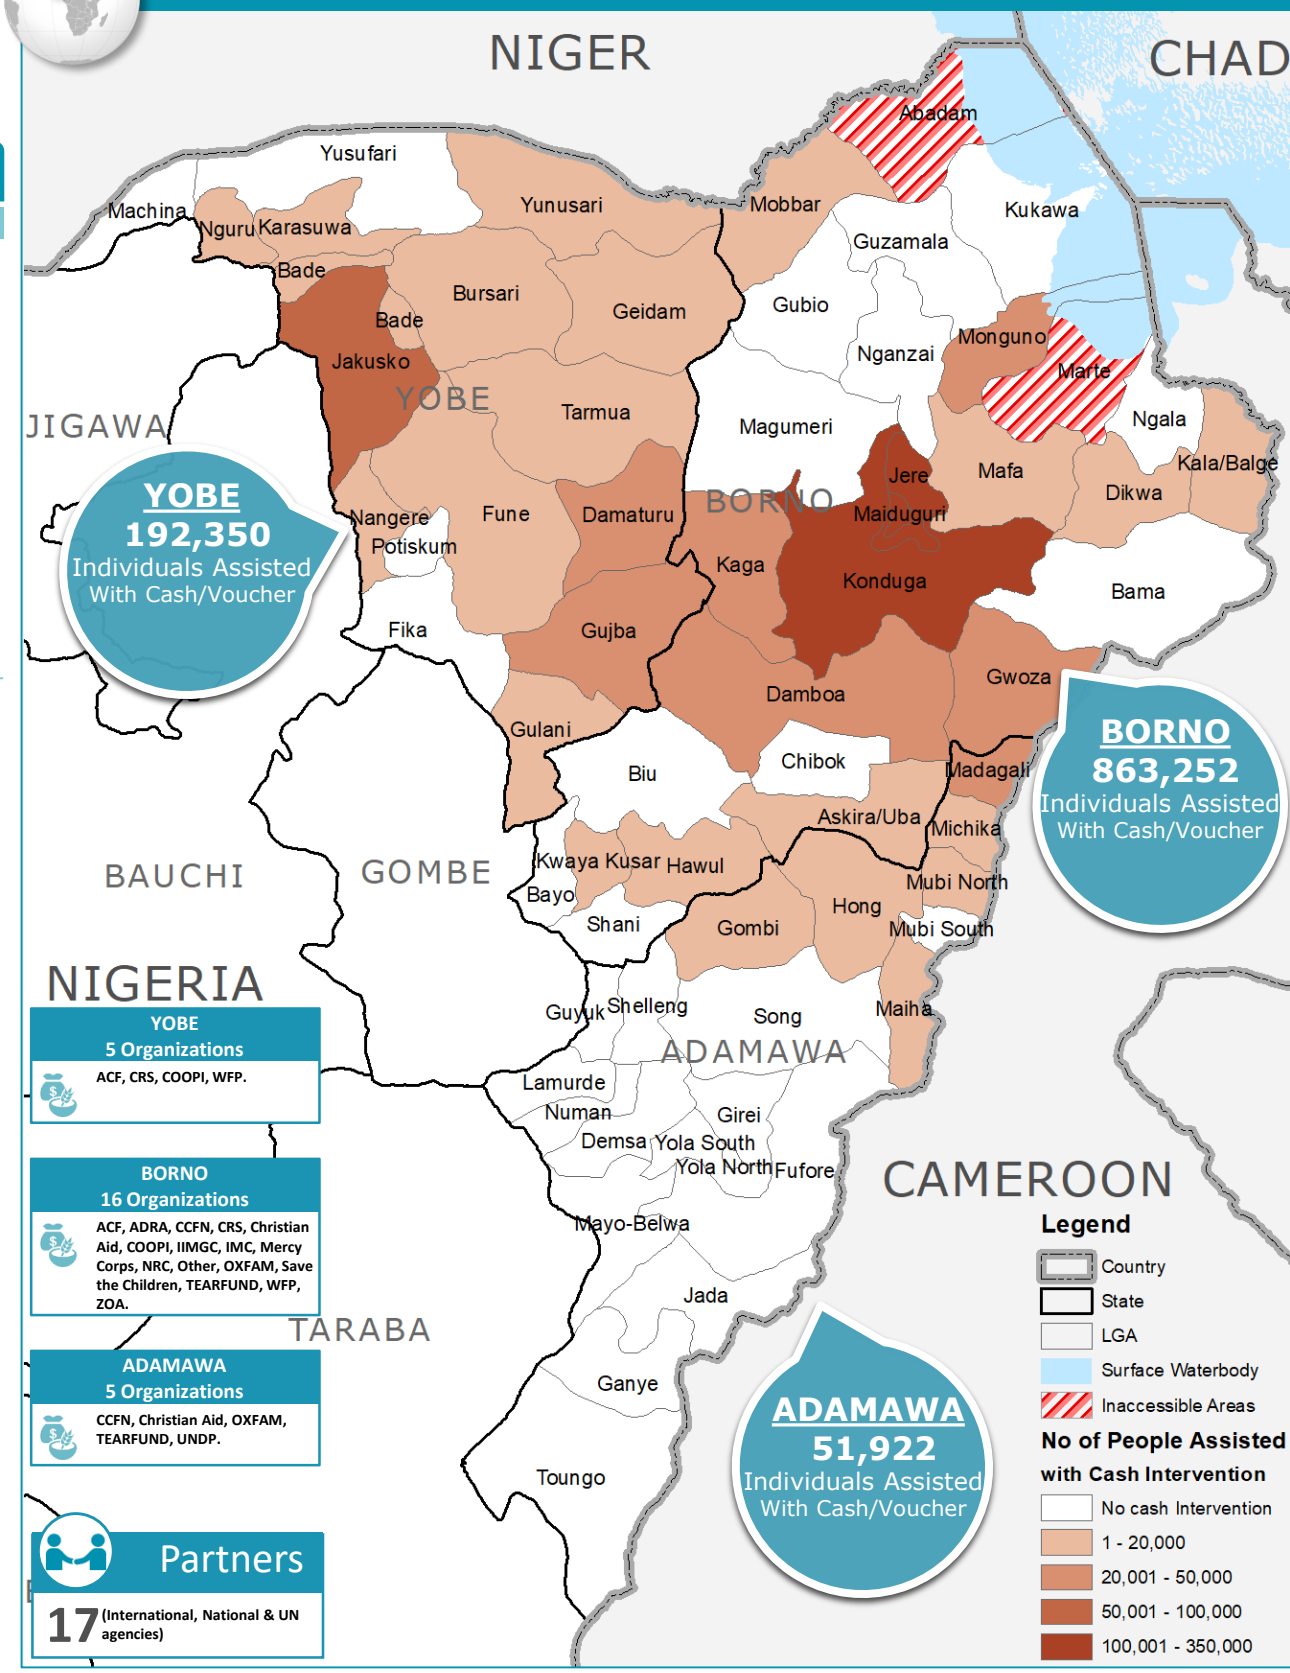 NIGER
CHAD
Abadam
Yusufari
Machina
Nguru
Karasuwa
Yunusari
Mobbar
Kukawa
Guzamala
Bade
Bursari
Geidam
Gubio
Bade
Monguno
Nganzai
Jakusko
Marte
YOBE
Tarmua
JIGAWA
Magumeri
Ngala
Kala/Balge
Jere
Mafa
Dikwa
BORNO
Maiduguri
Nangere
Fune
Damaturu
Potiskum
Kaga
Konduga
Bama
Fika
Gujba
Gwoza
Damboa
Gulani
Chibok
Biu
Madagali
Askira/Uba
Michika
Kwaya Kusar
Hawul
BAUCHI
GOMBE
Mubi North
Bayo
Hong
Shani
Gombi
Mubi South
NIGERIA
Guyuk
Shelleng
Song
Maiha
ADAMAWA
Lamurde
Numan
Girei
Demsa
Yola South
Yola North
Fufore
CAMEROON
Mayo-Belwa
Jada
TARABA
Ganye
Toungo
YOBE
192,350
Individuals Assisted
With Cash/Voucher
BORNO
863,252
Individuals Assisted
With Cash/Voucher
ADAMAWA
51,922
Individuals Assisted
With Cash/Voucher
YOBE
5 Organizations
ACF, CRS, COOPI, WFP.
BORNO
16 Organizations
ACF, ADRA, CCFN, CRS, Christian
Aid, COOPI, IIMGC, IMC, Mercy
Corps, NRC, Other, OXFAM, Save
the Children, TEARFUND, WFP,
ZOA.
ADAMAWA
5 Organizations
CCFN, Christian Aid, OXFAM,
TEARFUND, UNDP.
Partners
17 (International, National & UN
agencies)
Legend
Country
State
LGA
Surface Waterbody
Inaccessible Areas
No of People Assisted
with Cash Intervention
No cash Intervention
1 - 20,000
20,001 - 50,000
50,001 - 100,000
100,001 - 350,000